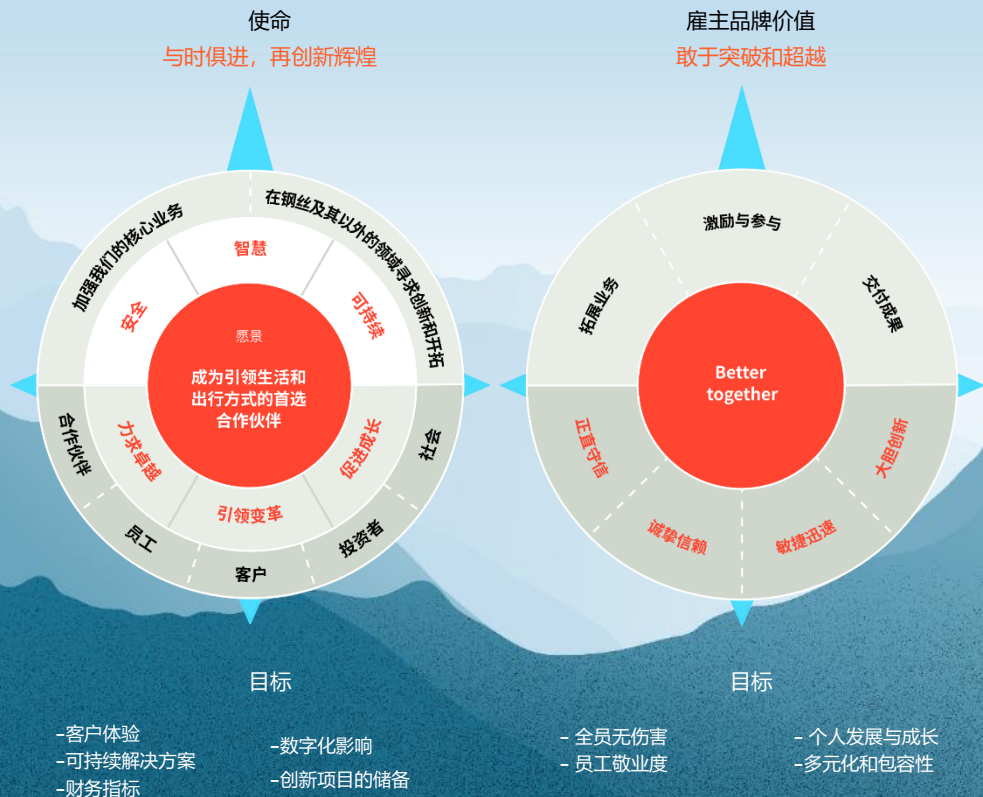 使命
与时俱进，再创新辉煌
加强我们的核心业务
在钢丝及其以外的领域寻求创新和开拓
安全
智慧
可持续
愿景
成为引领生活和
出行方式的首选
合作伙伴
力求卓越
引领变革
促进成长
合作伙伴
员工
客户
投资者
社会
目标
-客户体验
-可持续解决方案
-财务指标
-数字化影响
-创新项目的储备
雇主品牌价值
敢于突破和超越
拓展业务
激励与参与
交付成果
Better
together
正直守信
诚挚信赖
敏捷迅速
大胆创新
目标
- 全员无伤害
- 员工敬业度
- 个人发展与成长
-多元化和包容性